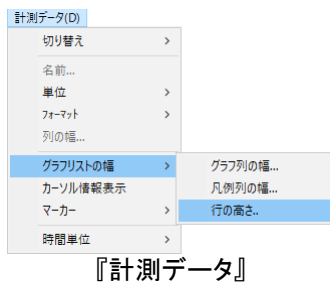 計測データ(D)
切り替え >
名前...
単位 >
フォーマット >
列の幅...
グラフリストの幅 >
グラフ列の幅...
カーソル情報表示
凡例列の幅...
マーカー >
行の高さ..
時間単位 >
『計測データ』